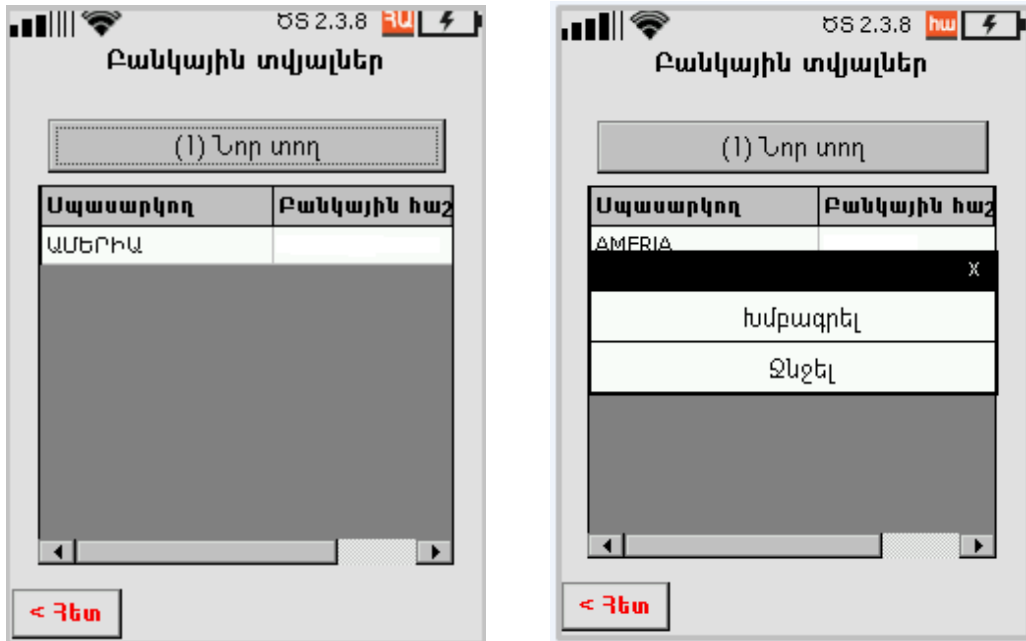 ԾՏ 2.3.8 ՀԱ
Բանկային տվյալներ
(1) Նոր տող
Սպասարկող Բանկային հաշ
ԱՄԵՐԻԱ
< Հետ
ԾՏ 2.3.8 հա
Բանկային տվյալներ
(1) Նոր տող
Սպասարկող Բանկային հաշ
AMERIA
X
Խմբագրել
Ջնջել
< Հետ